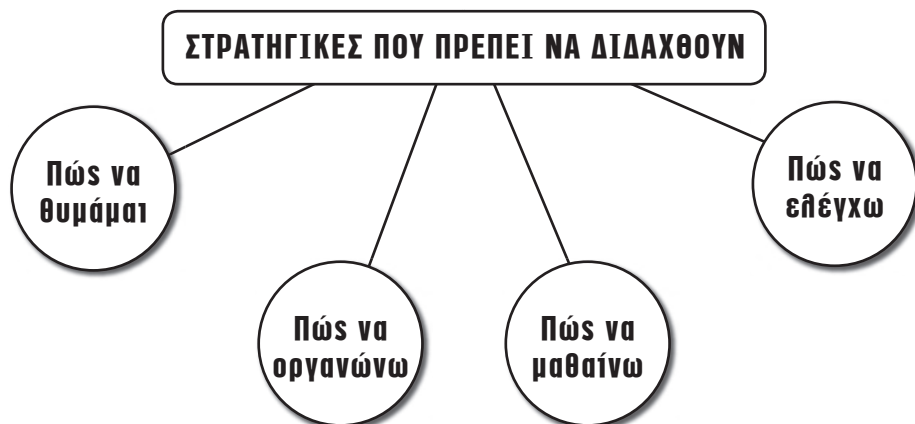 ΣΤΡΑΤΗΓΙΚΕΣ ΠΟΥ ΠΡΕΠΕΙ ΝΑ ΔΙΔΑΧΘΟΥΝ
Πώς να
θυμάμαι
Πώς να
οργανώνω
Πώς να
μαθαίνω
Πώς να
ελέγχω